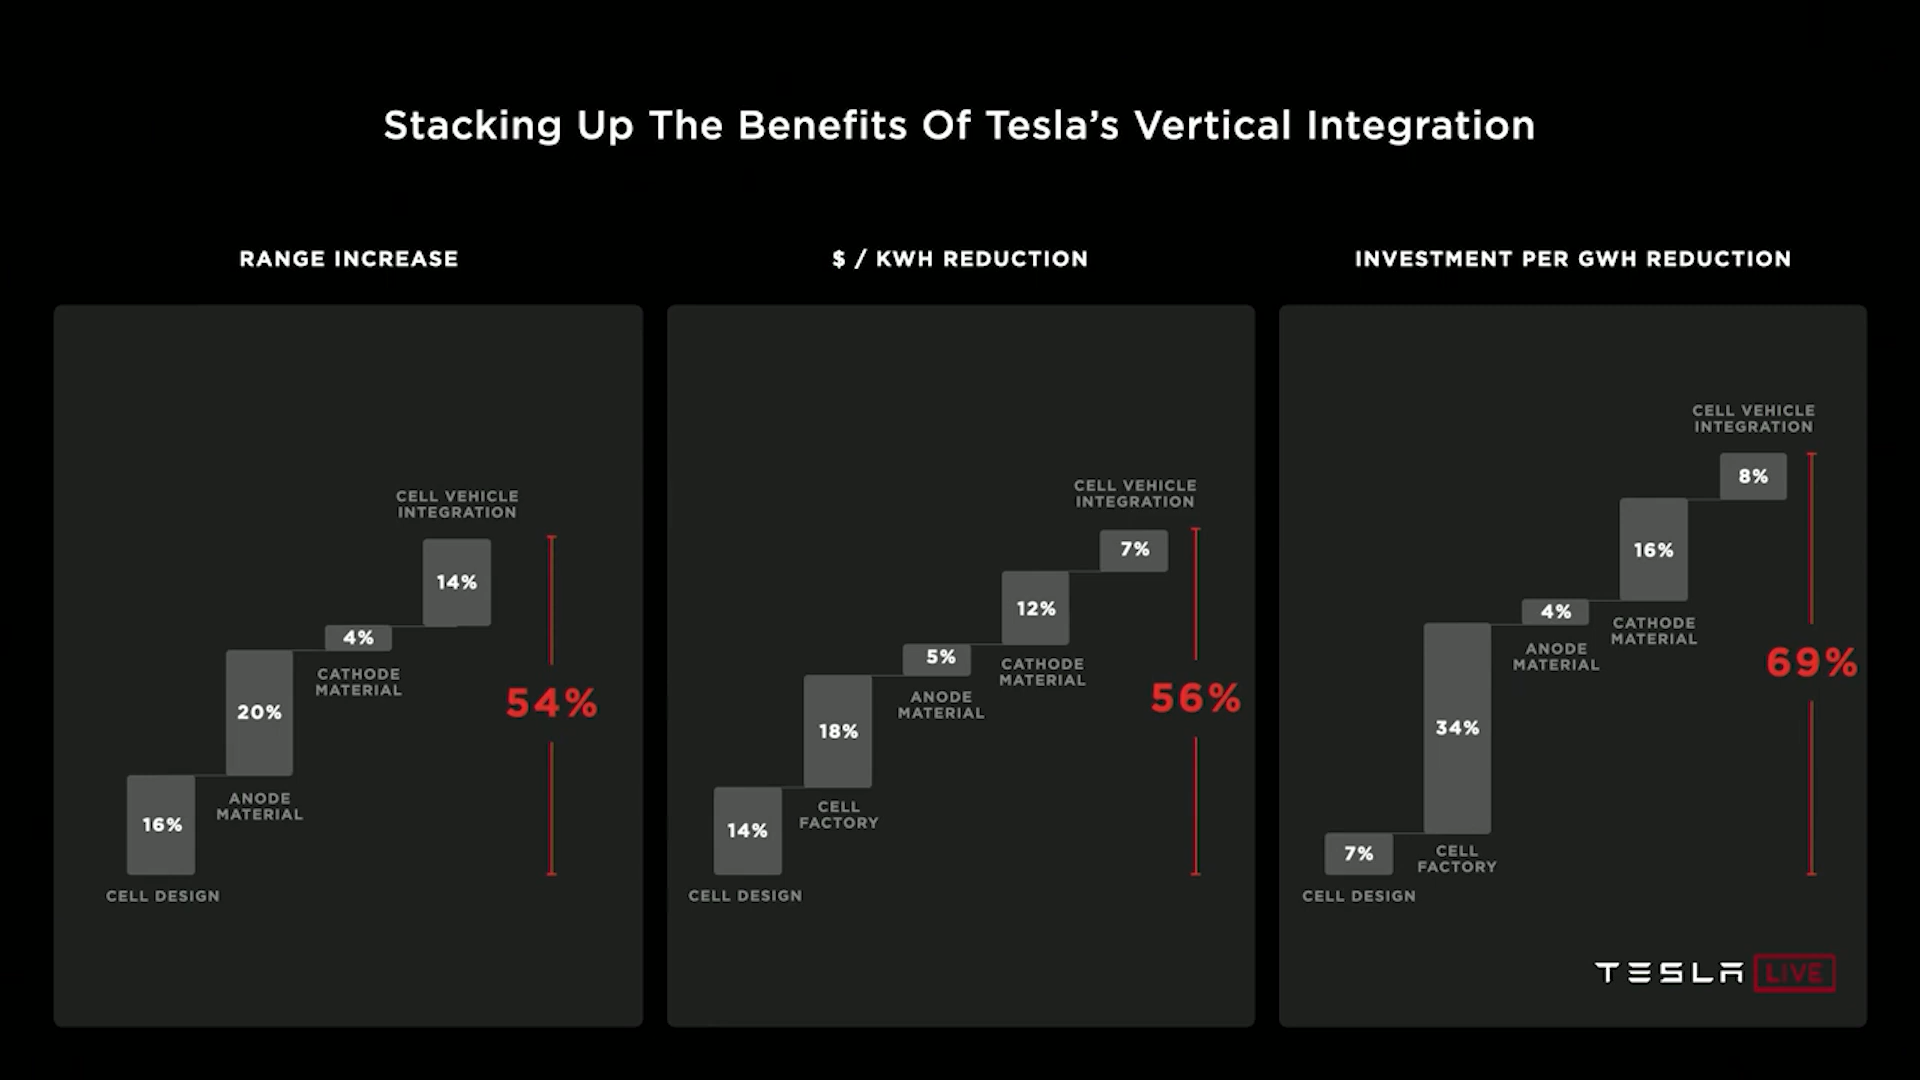 Stacking Up The Benefits Of Tesla's Vertical Integration
RANGE INCREASE
CELL VEHICLE
INTEGRATION
14%
4%
CATHODE
MATERIAL
20%
ANODE
MATERIAL
16%
CELL DESIGN
54%
$ / KWH REDUCTION
CELL VEHICLE
INTEGRATION
7%
12%
CATHODE
MATERIAL
5%
ANODE
MATERIAL
18%
CELL
FACTORY
14%
CELL DESIGN
56%
INVESTMENT PER GWH REDUCTION
CELL VEHICLE
INTEGRATION
8%
16%
CATHODE
MATERIAL
4%
ANODE
MATERIAL
34%
CELL
FACTORY
7%
CELL DESIGN
69%
TESLA LIVE